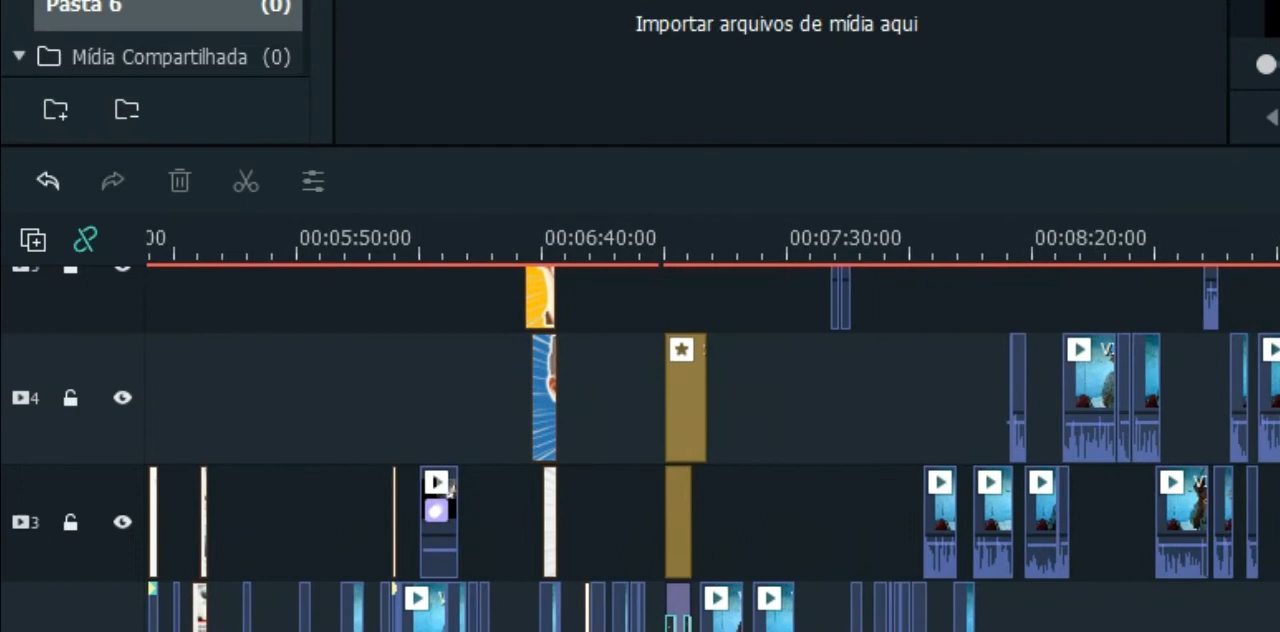 Pasta 6 (0)
Importar arquivos de mídia aqui
Mídia Compartilhada (0)
00 00:05:50:00 00:06:40:00 00:07:30:00 00:08:20:00
4
3